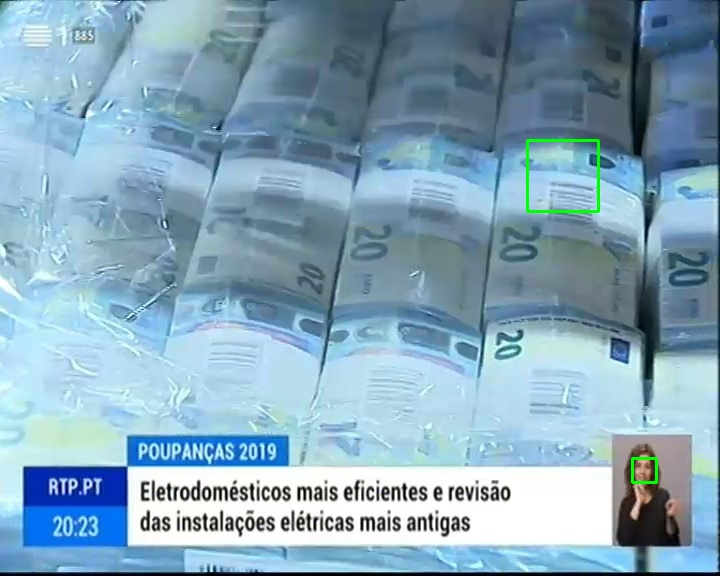 885
20
20
20
20
20
POUPANÇAS 2019
RTP.PT
20:23
Eletrodomésticos mais eficientes e revisão
das instalações elétricas mais antigas